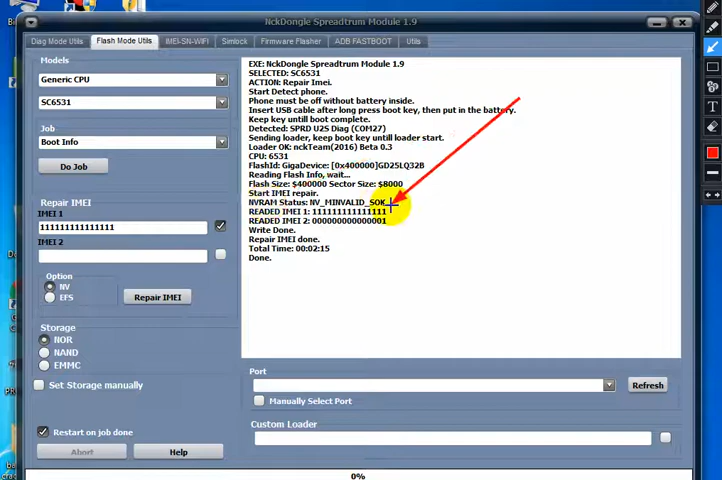 NckDongle Spreadtrum Module 1.9
Diag Mode Utils
Flash Mode Utils
IMEI-SN-WIFI
Simlock
Firmware Flasher
ADB FASTBOOT
Utils
Models
Generic CPU
SC6531
Job
Boot Info
Do Job
Repair IMEI
IMEI 1
111111111111111
IMEI 2
Option
NV
EFS
Repair IMEI
Storage
NOR
NAND
EMMC
Set Storage manually
Restart on job done
Abort
Help
EXE: NckDongle Spreadtrum Module 1.9
SELECTED: SC6531
ACTION: Repair Imei.
Start Detect phone.
Phone must be off without battery inside.
Insert USB cable after long press boot key, then put in the battery.
Keep key untill boot complete.
Detected: SPRD U2S Diag (COM27)
Sending loader, keep boot key untill loader start.
Loader OK: nckTeam(2016) Beta 0.3
CPU: 6531
FlashId: GigaDevice: [0x400000]GD25LQ32B
Reading Flash Info, wait...
Flash Size: $400000 Sector Size: $8000
Start IMEI repair.
NVRAM Status: NV_MINVALID_SOK
READED IMEI 1: 111111111111111
READED IMEI 2: 000000000000001
Write Done.
Repair IMEI done.
Total Time: 00:02:15
Done.
Port
Refresh
Manually Select Port
Custom Loader
0%